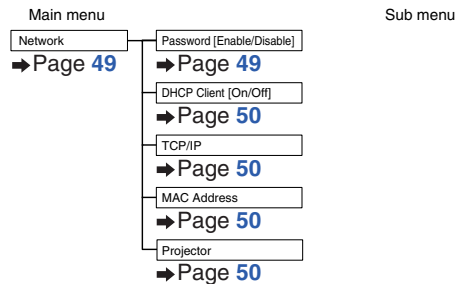 Main menu
Sub menu
Network
Password [Enable/Disable]
➡Page 49
➡Page 49
DHCP Client [On/Off]
➡Page 50
TCP/IP
➡Page 50
MAC Address
➡Page 50
Projector
➡Page 50